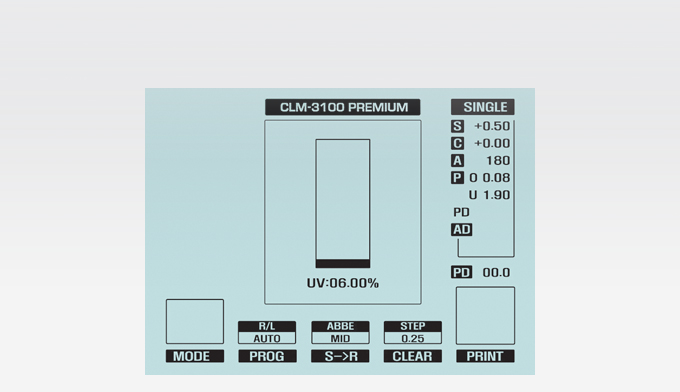 CLM-3100 PREMIUM
SINGLE
S +0.50
C +0.00
A 180
P O 0.08
U 1.90
PD
AD
PD 00.0
UV:06.00%
R/L
AUTO
ABBE
MID
STEP
0.25
MODE PROG S->R CLEAR PRINT